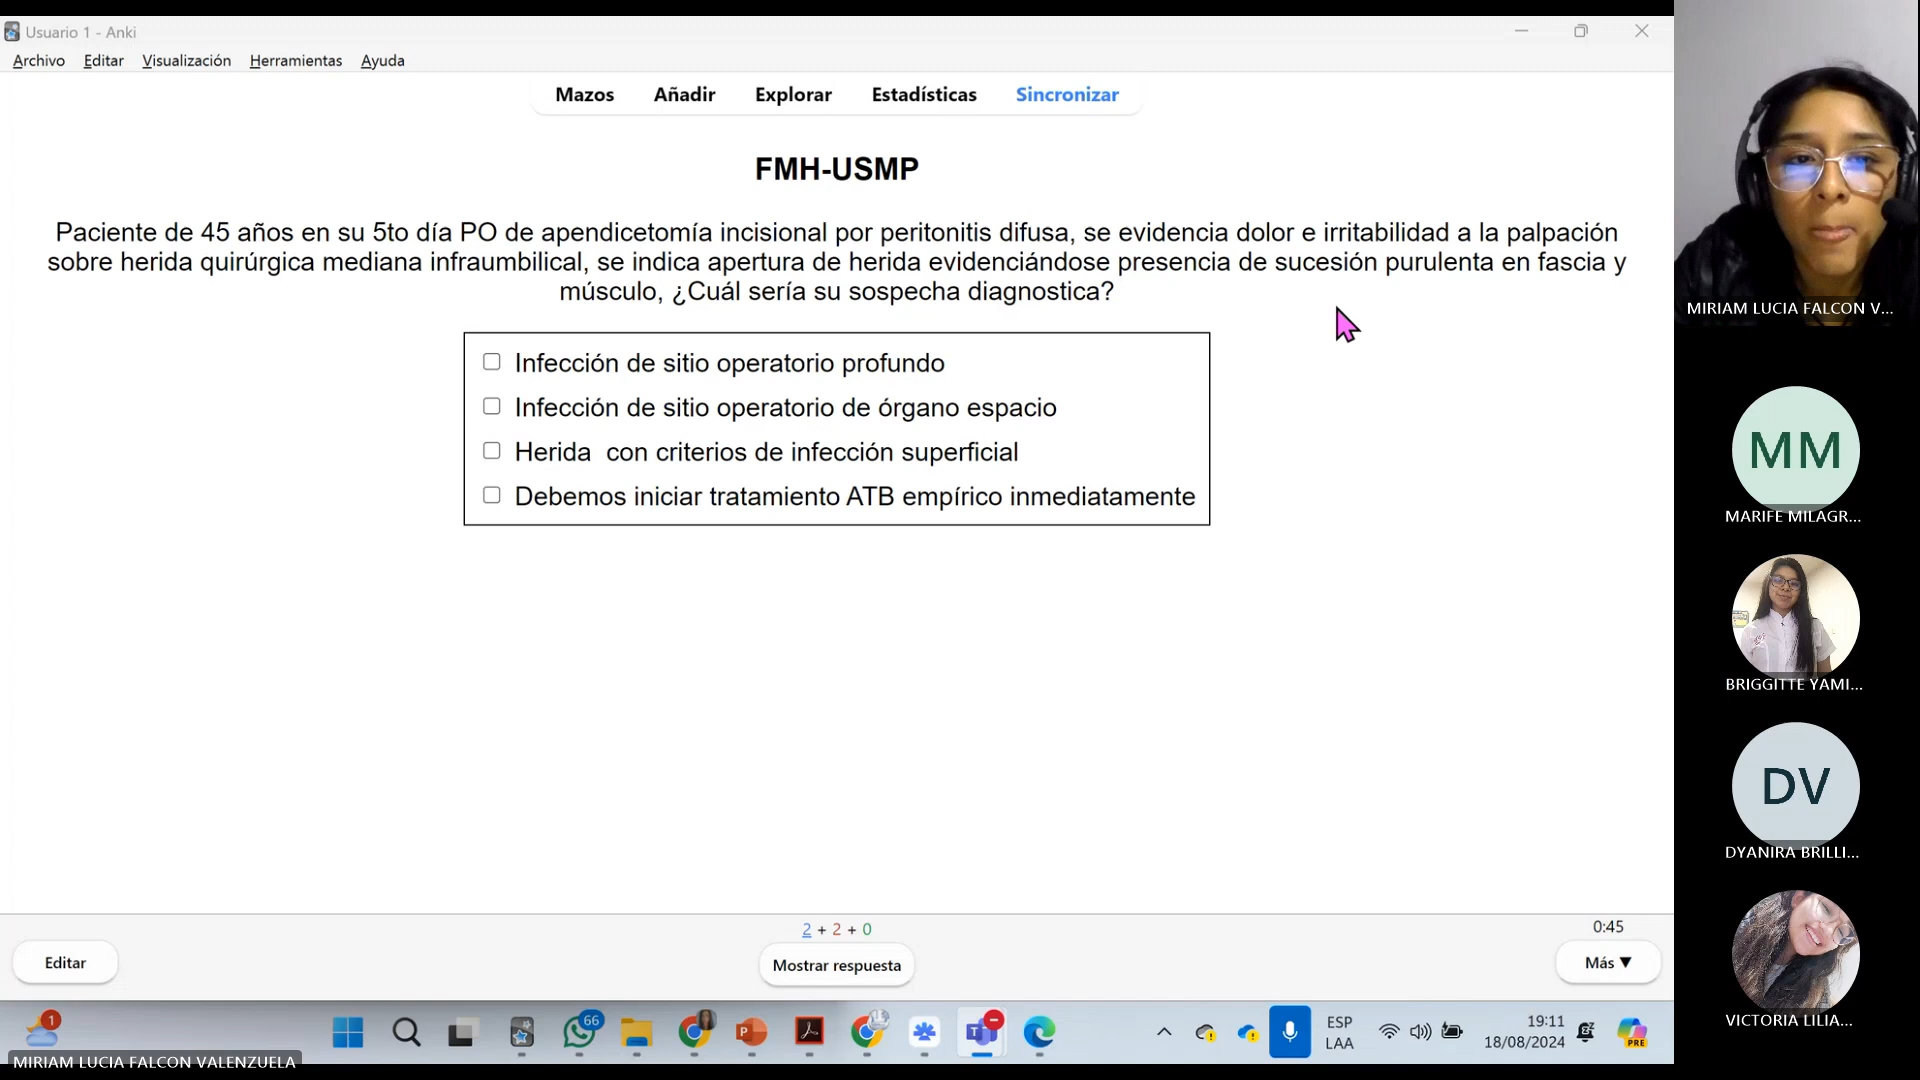 Usuario 1 - Anki
Archivo Editar Visualización Herramientas Ayuda
Mazos Añadir Explorar Estadísticas Sincronizar
FMH-USMP
Paciente de 45 años en su 5to día PO de apendicetomía incisional por peritonitis difusa, se evidencia dolor e irritabilidad a la palpación
sobre herida quirúrgica mediana infraumbilical, se indica apertura de herida evidenciándose presencia de sucesión purulenta en fascia y
músculo, ¿Cuál sería su sospecha diagnostica?
Infección de sitio operatorio profundo
Infección de sitio operatorio de órgano espacio
Herida con criterios de infección superficial
Debemos iniciar tratamiento ATB empírico inmediatamente
2 + 2 + 0
0:45
Editar
Mostrar respuesta
Más ▼
1
66
ESP
LAA
19:11
18/08/2024
PRE
MIRIAM LUCIA FALCON VALENZUELA
MIRIAM LUCIA FALCON V...
MM
MARIFE MILAGR...
BRIGGITTE YAMI...
DV
DYANIRA BRILLI...
VICTORIA LILIA...